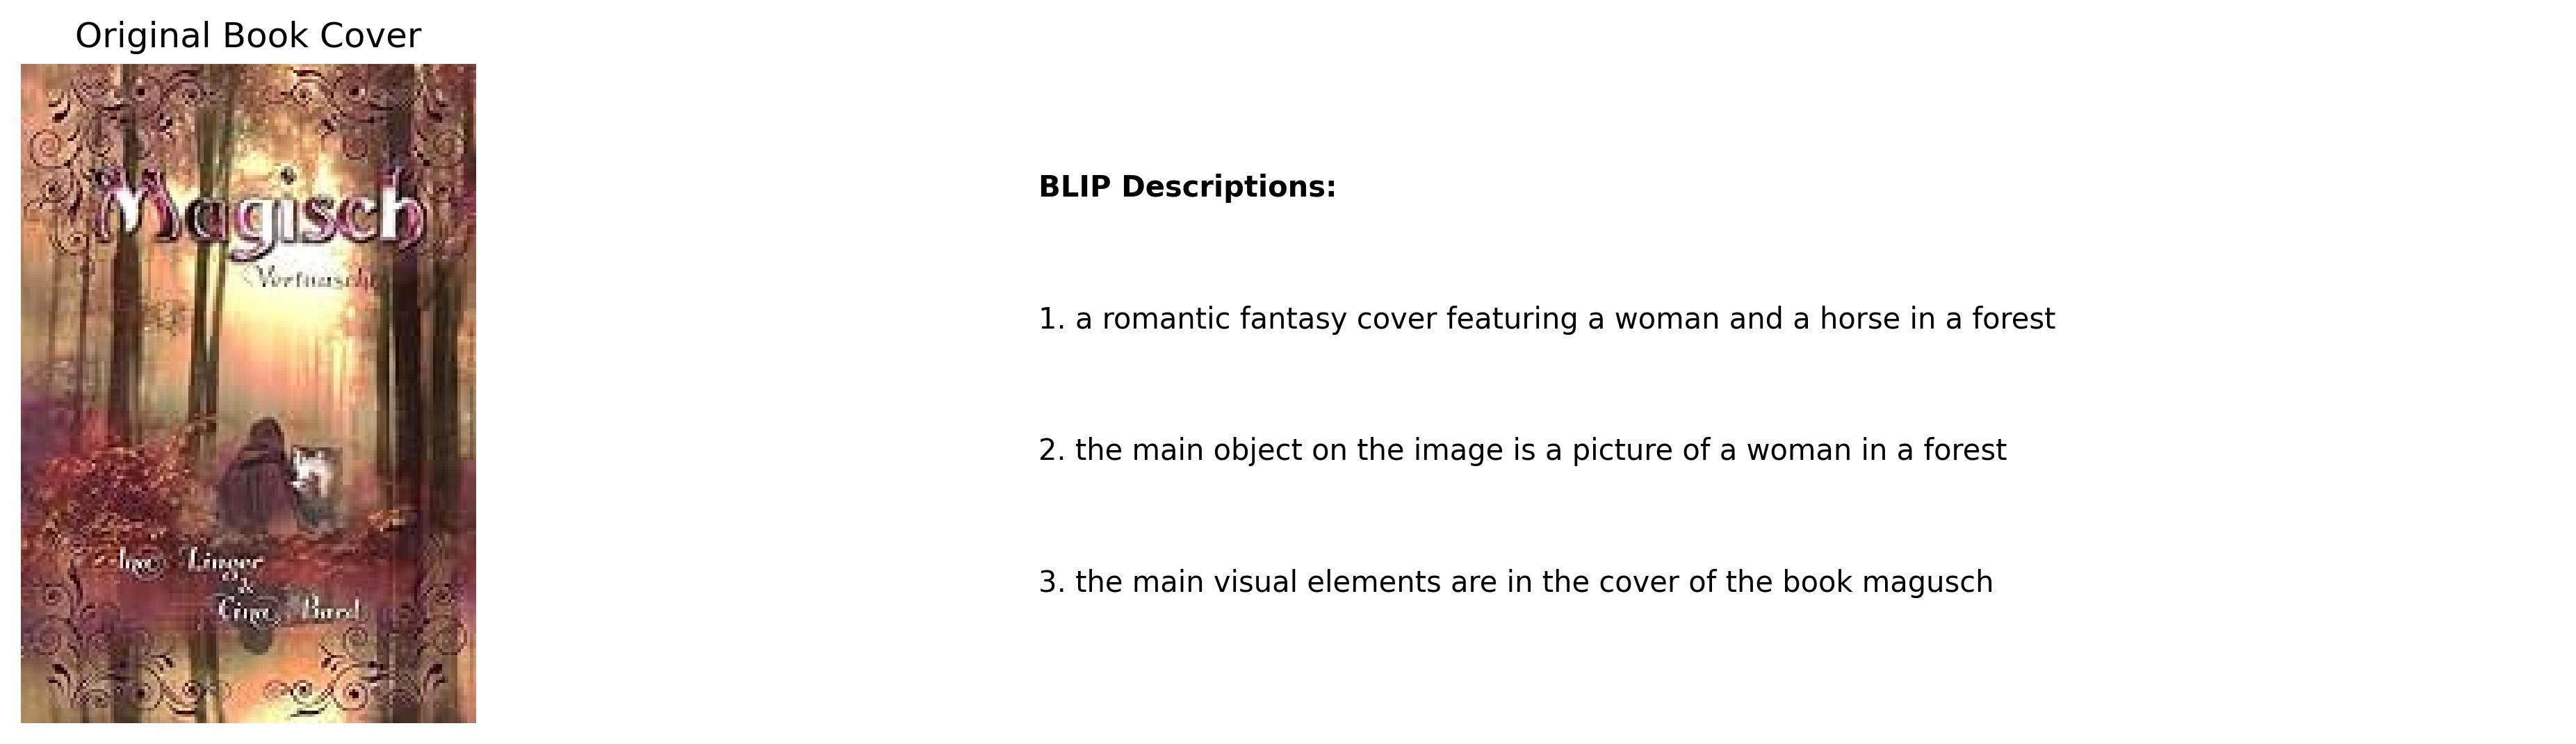 Original Book Cover
Magisch
Vertauscht
Ina Linger
&
Cina Bard
BLIP Descriptions:
1. a romantic fantasy cover featuring a woman and a horse in a forest
2. the main object on the image is a picture of a woman in a forest
3. the main visual elements are in the cover of the book magusch